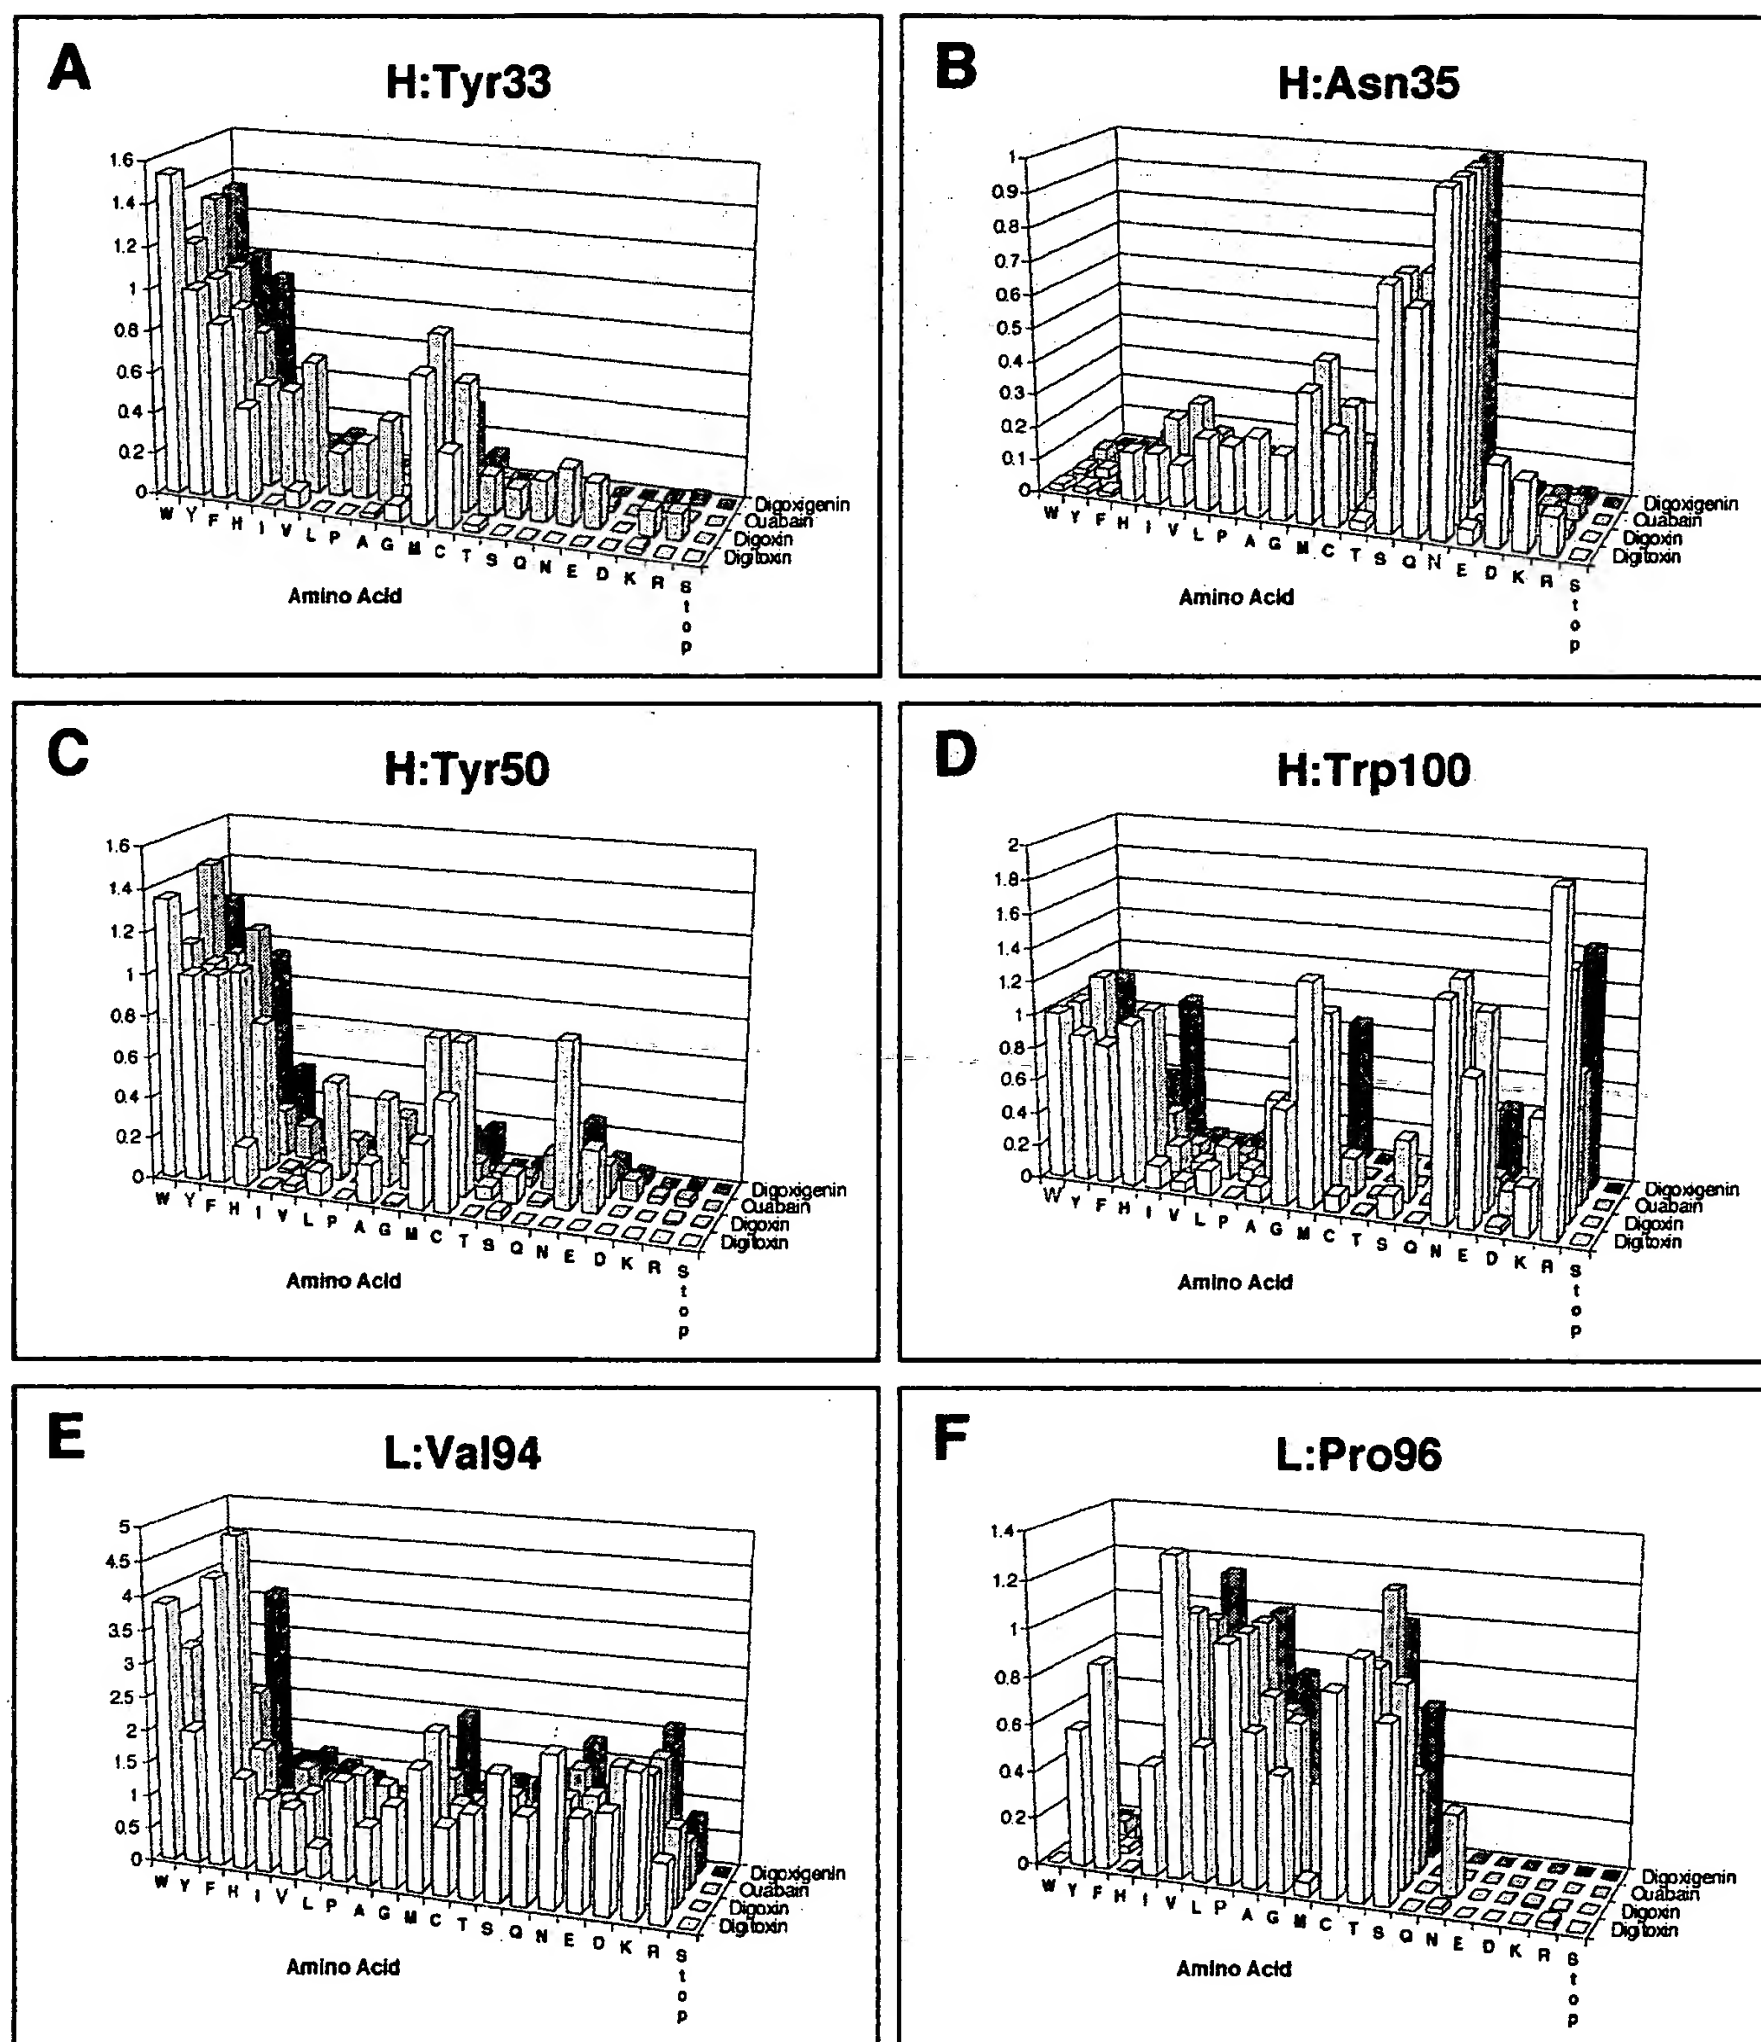 A
H:Tyr33
1.6
1.4
1.2
1
0.8
0.6
0.4
0.2
0
W Y F H I V L P A G M C T S Q N E D K R Stop
Digoxigenin
Ouabain
Digoxin
Digitoxin
Amino Acid
B
H:Asn35
1
0.9
0.8
0.7
0.6
0.5
0.4
0.3
0.2
0.1
0
W Y F H I V L P A G M C T S Q N E D K R Stop
Digoxigenin
Ouabain
Digoxin
Digitoxin
Amino Acid
C
H:Tyr50
1.6
1.4
1.2
1
0.8
0.6
0.4
0.2
0
W Y F H I V L P A G M C T S Q N E D K R Stop
Digoxigenin
Ouabain
Digoxin
Digitoxin
Amino Acid
D
H:Trp100
2
1.8
1.6
1.4
1.2
1
0.8
0.6
0.4
0.2
0
W Y F H I V L P A G M C T S Q N E D K R Stop
Digoxigenin
Ouabain
Digoxin
Digitoxin
Amino Acid
E
L:Val94
5
4.5
4
3.5
3
2.5
2
1.5
1
0.5
0
W Y F H I V L P A G M C T S Q N E D K R Stop
Digoxigenin
Ouabain
Digoxin
Digitoxin
Amino Acid
F
L:Pro96
1.4
1.2
1
0.8
0.6
0.4
0.2
0
W Y F H I V L P A G M C T S Q N E D K R Stop
Digoxigenin
Ouabain
Digoxin
Digitoxin
Amino Acid